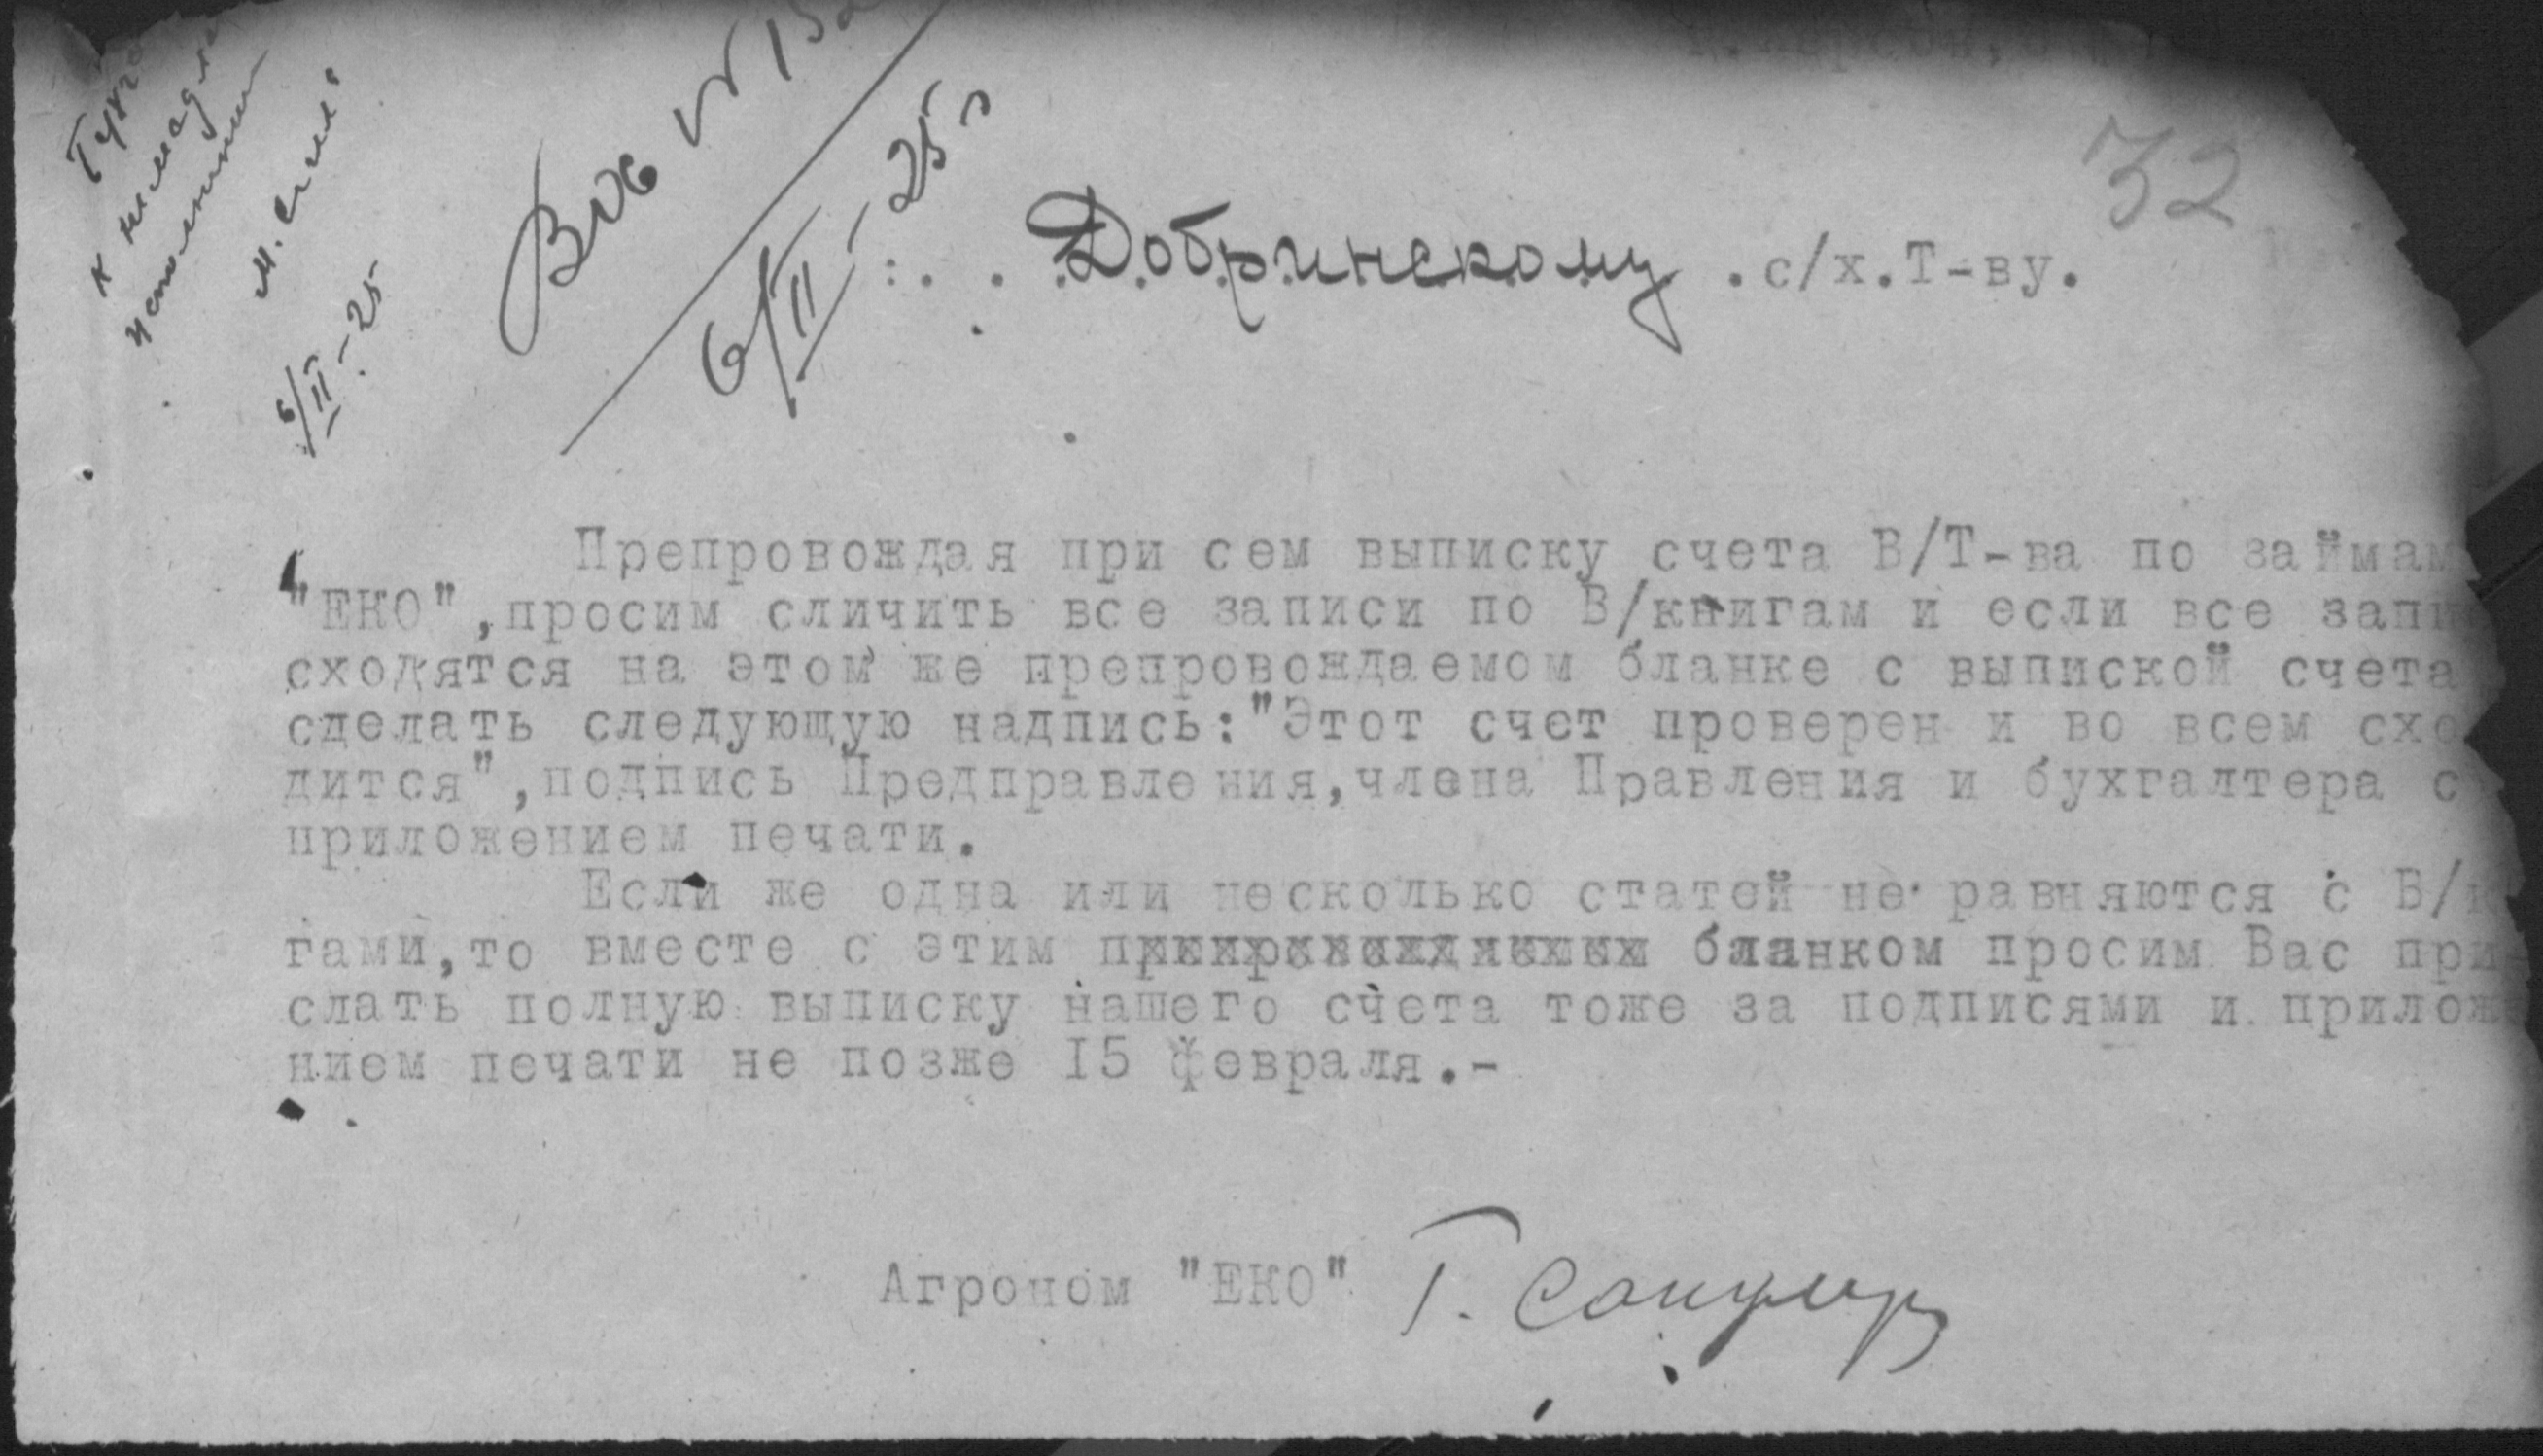 32
Вх № 132
6/II-25 г
к
М.
6/II-25
Добринскому .с/х.Т-ву.
Препровождая при сем выписку счета В/Т-ва по займам
"ЕКО",просим сличить все записи по В/книгам и если все запи
сходятся на этом же препровождаемом бланке с выпиской счета
сделать следующую надпись:"Этот счет проверен и во всем схо
дится",подпись Предправления,члена Правления и бухгалтера с
приложением печати.
Если же одна или несколько статей не равняются с В/к
гами,то вместе с этим бланком просим Вас при-
слать полную выписку нашего счета тоже за подписями и прилож
нием печати не позже 15 февраля.-
Агроном "ЕКО" Г.